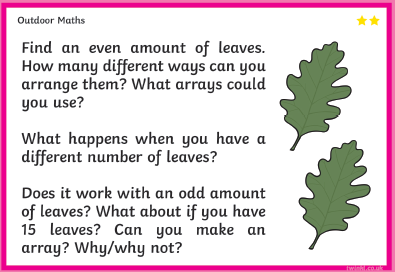 Outdoor Maths
Find an even amount of leaves.
How many different ways can you
arrange them? What arrays could
you use?
What happens when you have a
different number of leaves?
Does it work with an odd amount
of leaves? What about if you have
15 leaves? Can you make an
array? Why/why not?
twinkl.co.uk